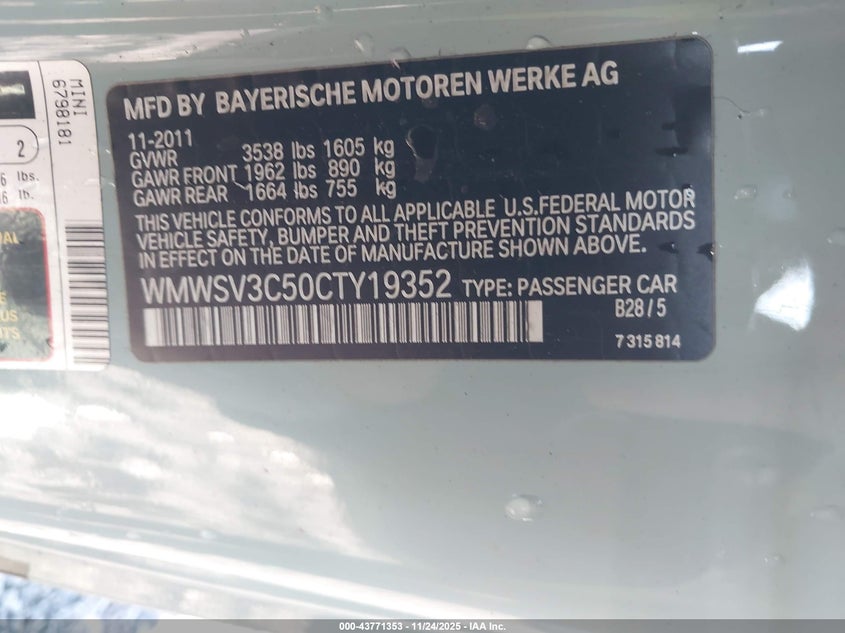 MFD BY BAYERISCHE MOTOREN WERKE AG
11-2011
GVWR 3538 lbs 1605 kg
GAWR FRONT 1962 lbs 890 kg
GAWR REAR 1664 lbs 755 kg
THIS VEHICLE CONFORMS TO ALL APPLICABLE U.S.FEDERAL MOTOR
VEHICLE SAFETY, BUMPER AND THEFT PREVENTION STANDARDS
IN EFFECT ON THE DATE OF MANUFACTURE SHOWN ABOVE.
WMWSV3C50CTY19352 TYPE: PASSENGER CAR
B28/5
7 315 814
MINI
6798181
2
lbs.
lb.
000-43771353 - 11/24/2025 - IAA Inc.